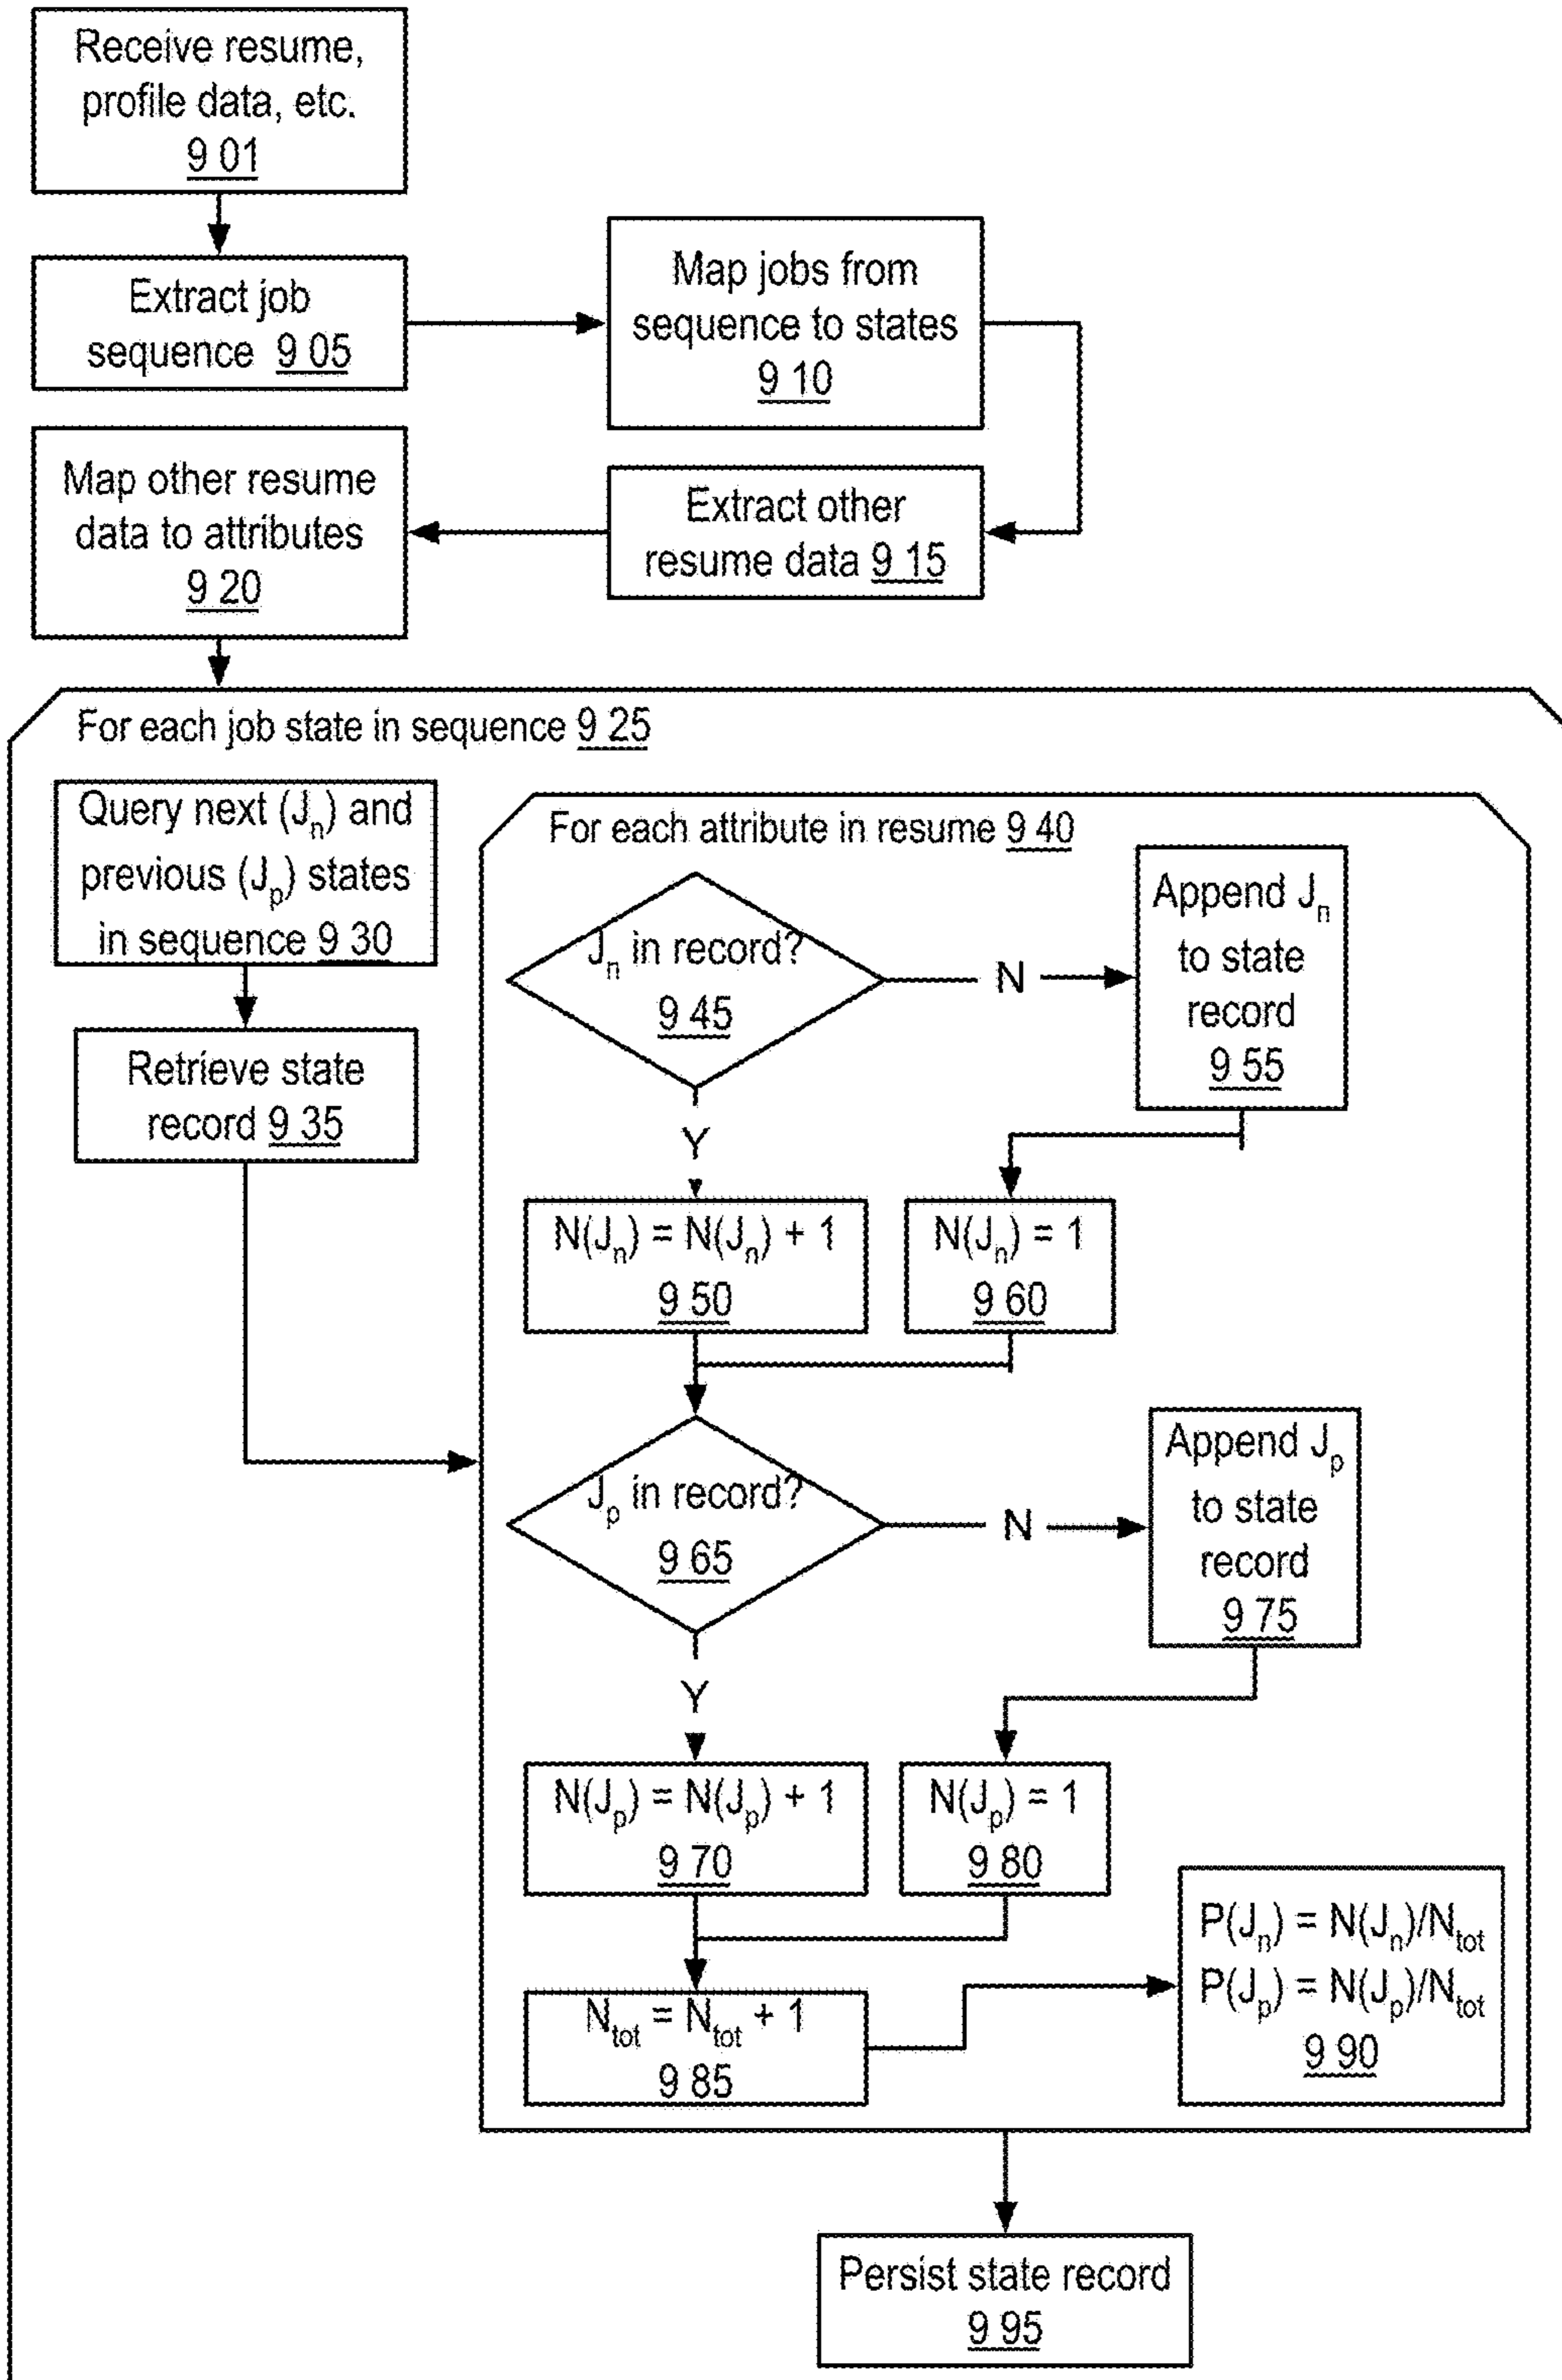 Receive resume,
profile data, etc.
9 01
Extract job
sequence 9 05
Map jobs from
sequence to states
9 10
Extract other
resume data 9 15
Map other resume
data to attributes
9 20
For each job state in sequence 9 25
Query next (Jn) and
previous (Jp) states
in sequence 9 30
Retrieve state
record 9 35
For each attribute in resume 9 40
Jn in record?
9 45
N
Append Jn
to state
record
9 55
Y
N(Jn) = N(Jn) + 1
9 50
N(Jn) = 1
9 60
Jp in record?
9 65
N
Append Jp
to state
record
9 75
Y
N(Jp) = N(Jp) + 1
9 70
N(Jp) = 1
9 80
Ntot = Ntot + 1
9 85
P(Jn) = N(Jn)/Ntot
P(Jp) = N(Jp)/Ntot
9 90
Persist state record
9 95